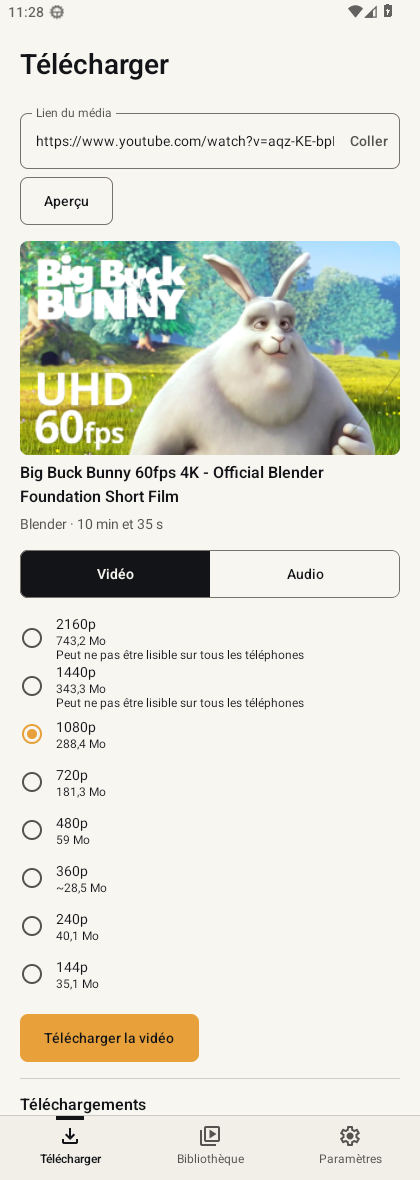 11:28
Télécharger
Lien du média
https://www.youtube.com/watch?v=aqz-KE-bpl
Coller
Aperçu
Big Buck
BUNNY
UHD
60fps
Big Buck Bunny 60fps 4K - Official Blender
Foundation Short Film
Blender · 10 min et 35 s
Vidéo
Audio
2160p
743,2 Mo
Peut ne pas être lisible sur tous les téléphones
1440p
343,3 Mo
Peut ne pas être lisible sur tous les téléphones
1080p
288,4 Mo
720p
181,3 Mo
480p
59 Mo
360p
~28,5 Mo
240p
40,1 Mo
144p
35,1 Mo
Télécharger la vidéo
Téléchargements
Télécharger
Bibliothèque
Paramètres